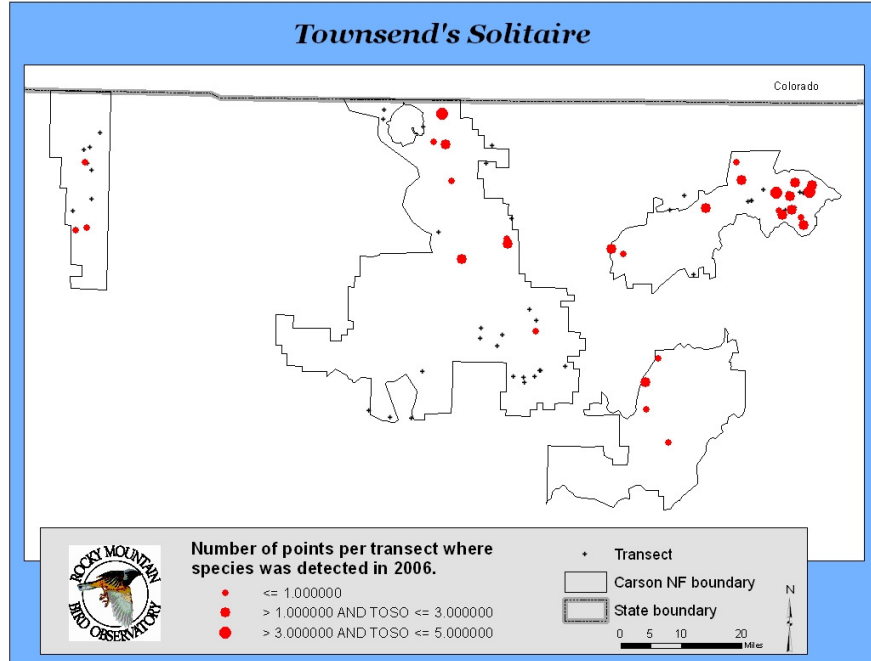 Townsend's Solitaire
Colorado
ROCKY MOUNTAIN
BIRD OBSERVATORY
Number of points per transect where
species was detected in 2006.
<= 1.000000
> 1.000000 AND TOSO <= 3.000000
> 3.000000 AND TOSO <= 5.000000
Transect
Carson NF boundary
State boundary
0 5 10 20
Miles
N